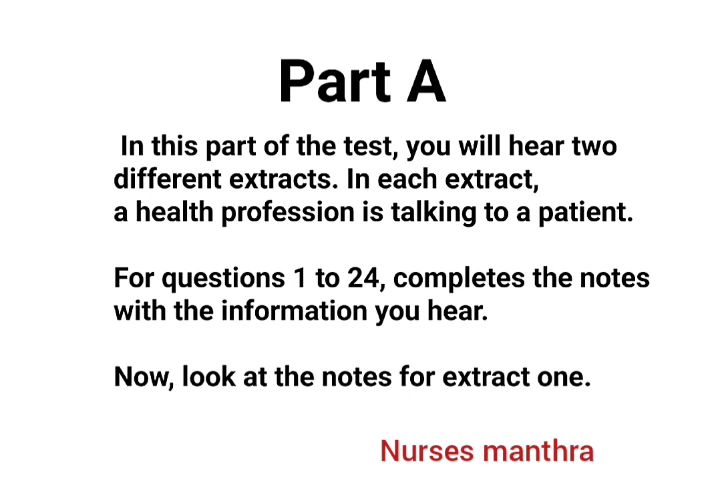 Part A
In this part of the test, you will hear two
different extracts. In each extract,
a health profession is talking to a patient.
For questions 1 to 24, completes the notes
with the information you hear.
Now, look at the notes for extract one.
Nurses manthra